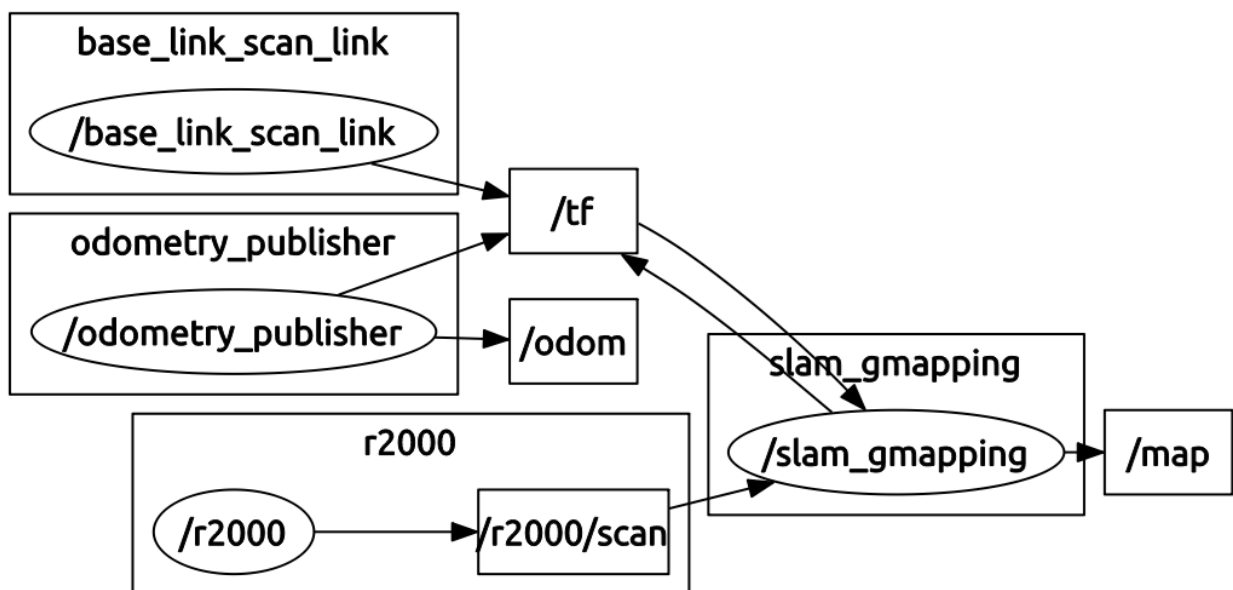 base_link_scan_link
/base_link_scan_link
/tf
odometry_publisher
/odometry_publisher
/odom
slam_gmapping
/slam_gmapping
/map
r2000
/r2000
/r2000/scan